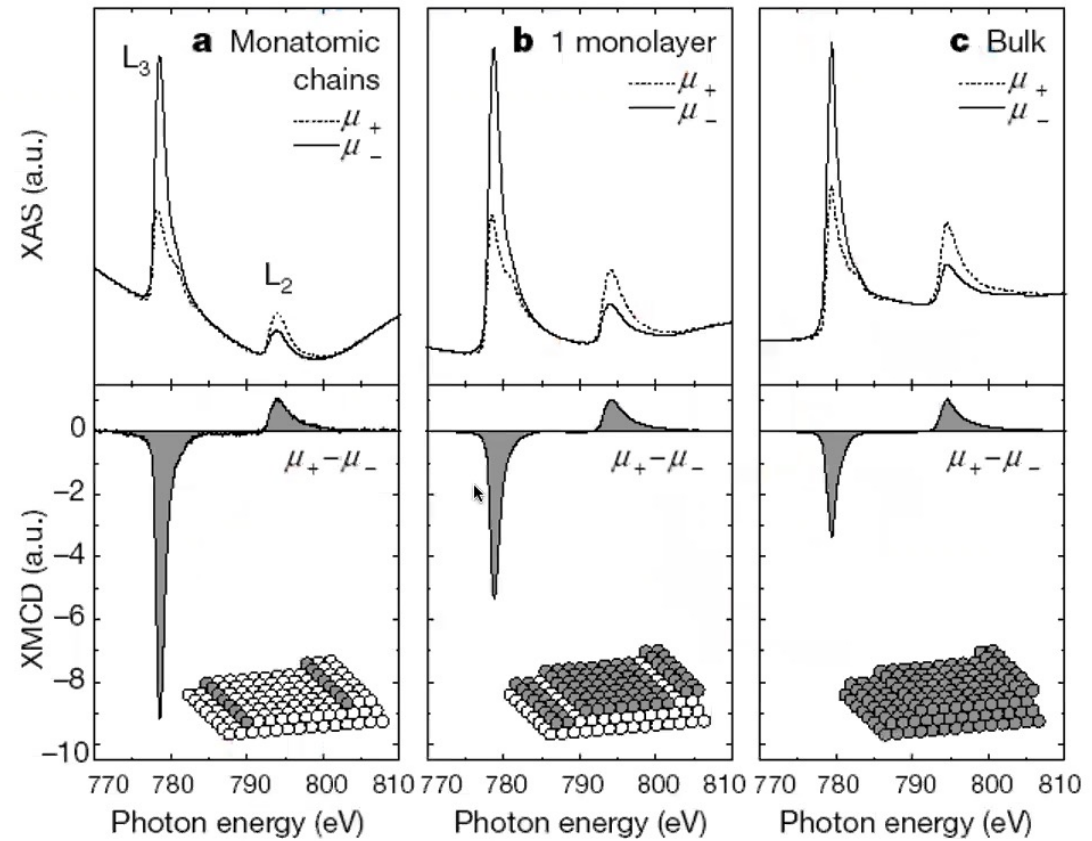 a Monatomic chains
L3
μ+
μ−
L2
b 1 monolayer
μ+
μ−
c Bulk
μ+
μ−
XAS (a.u.)
0
−2
−4
−6
−8
−10
XMCD (a.u.)
μ+−μ−
μ+−μ−
μ+−μ−
770 780 790 800 810
770 780 790 800 810
770 780 790 800 810
Photon energy (eV)
Photon energy (eV)
Photon energy (eV)